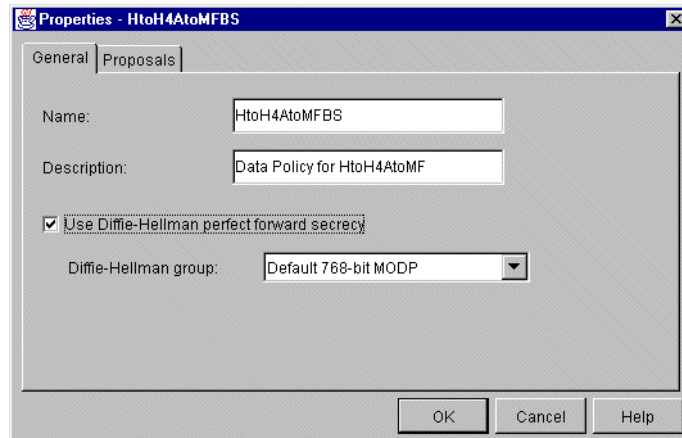 Properties - HtoH4AtoMFBS
General
Proposals
Name:
HtoH4AtoMFBS
Description:
Data Policy for HtoH4AtoMF
Use Diffie-Hellman perfect forward secrecy
Diffie-Hellman group:
Default 768-bit MODP
OK
Cancel
Help